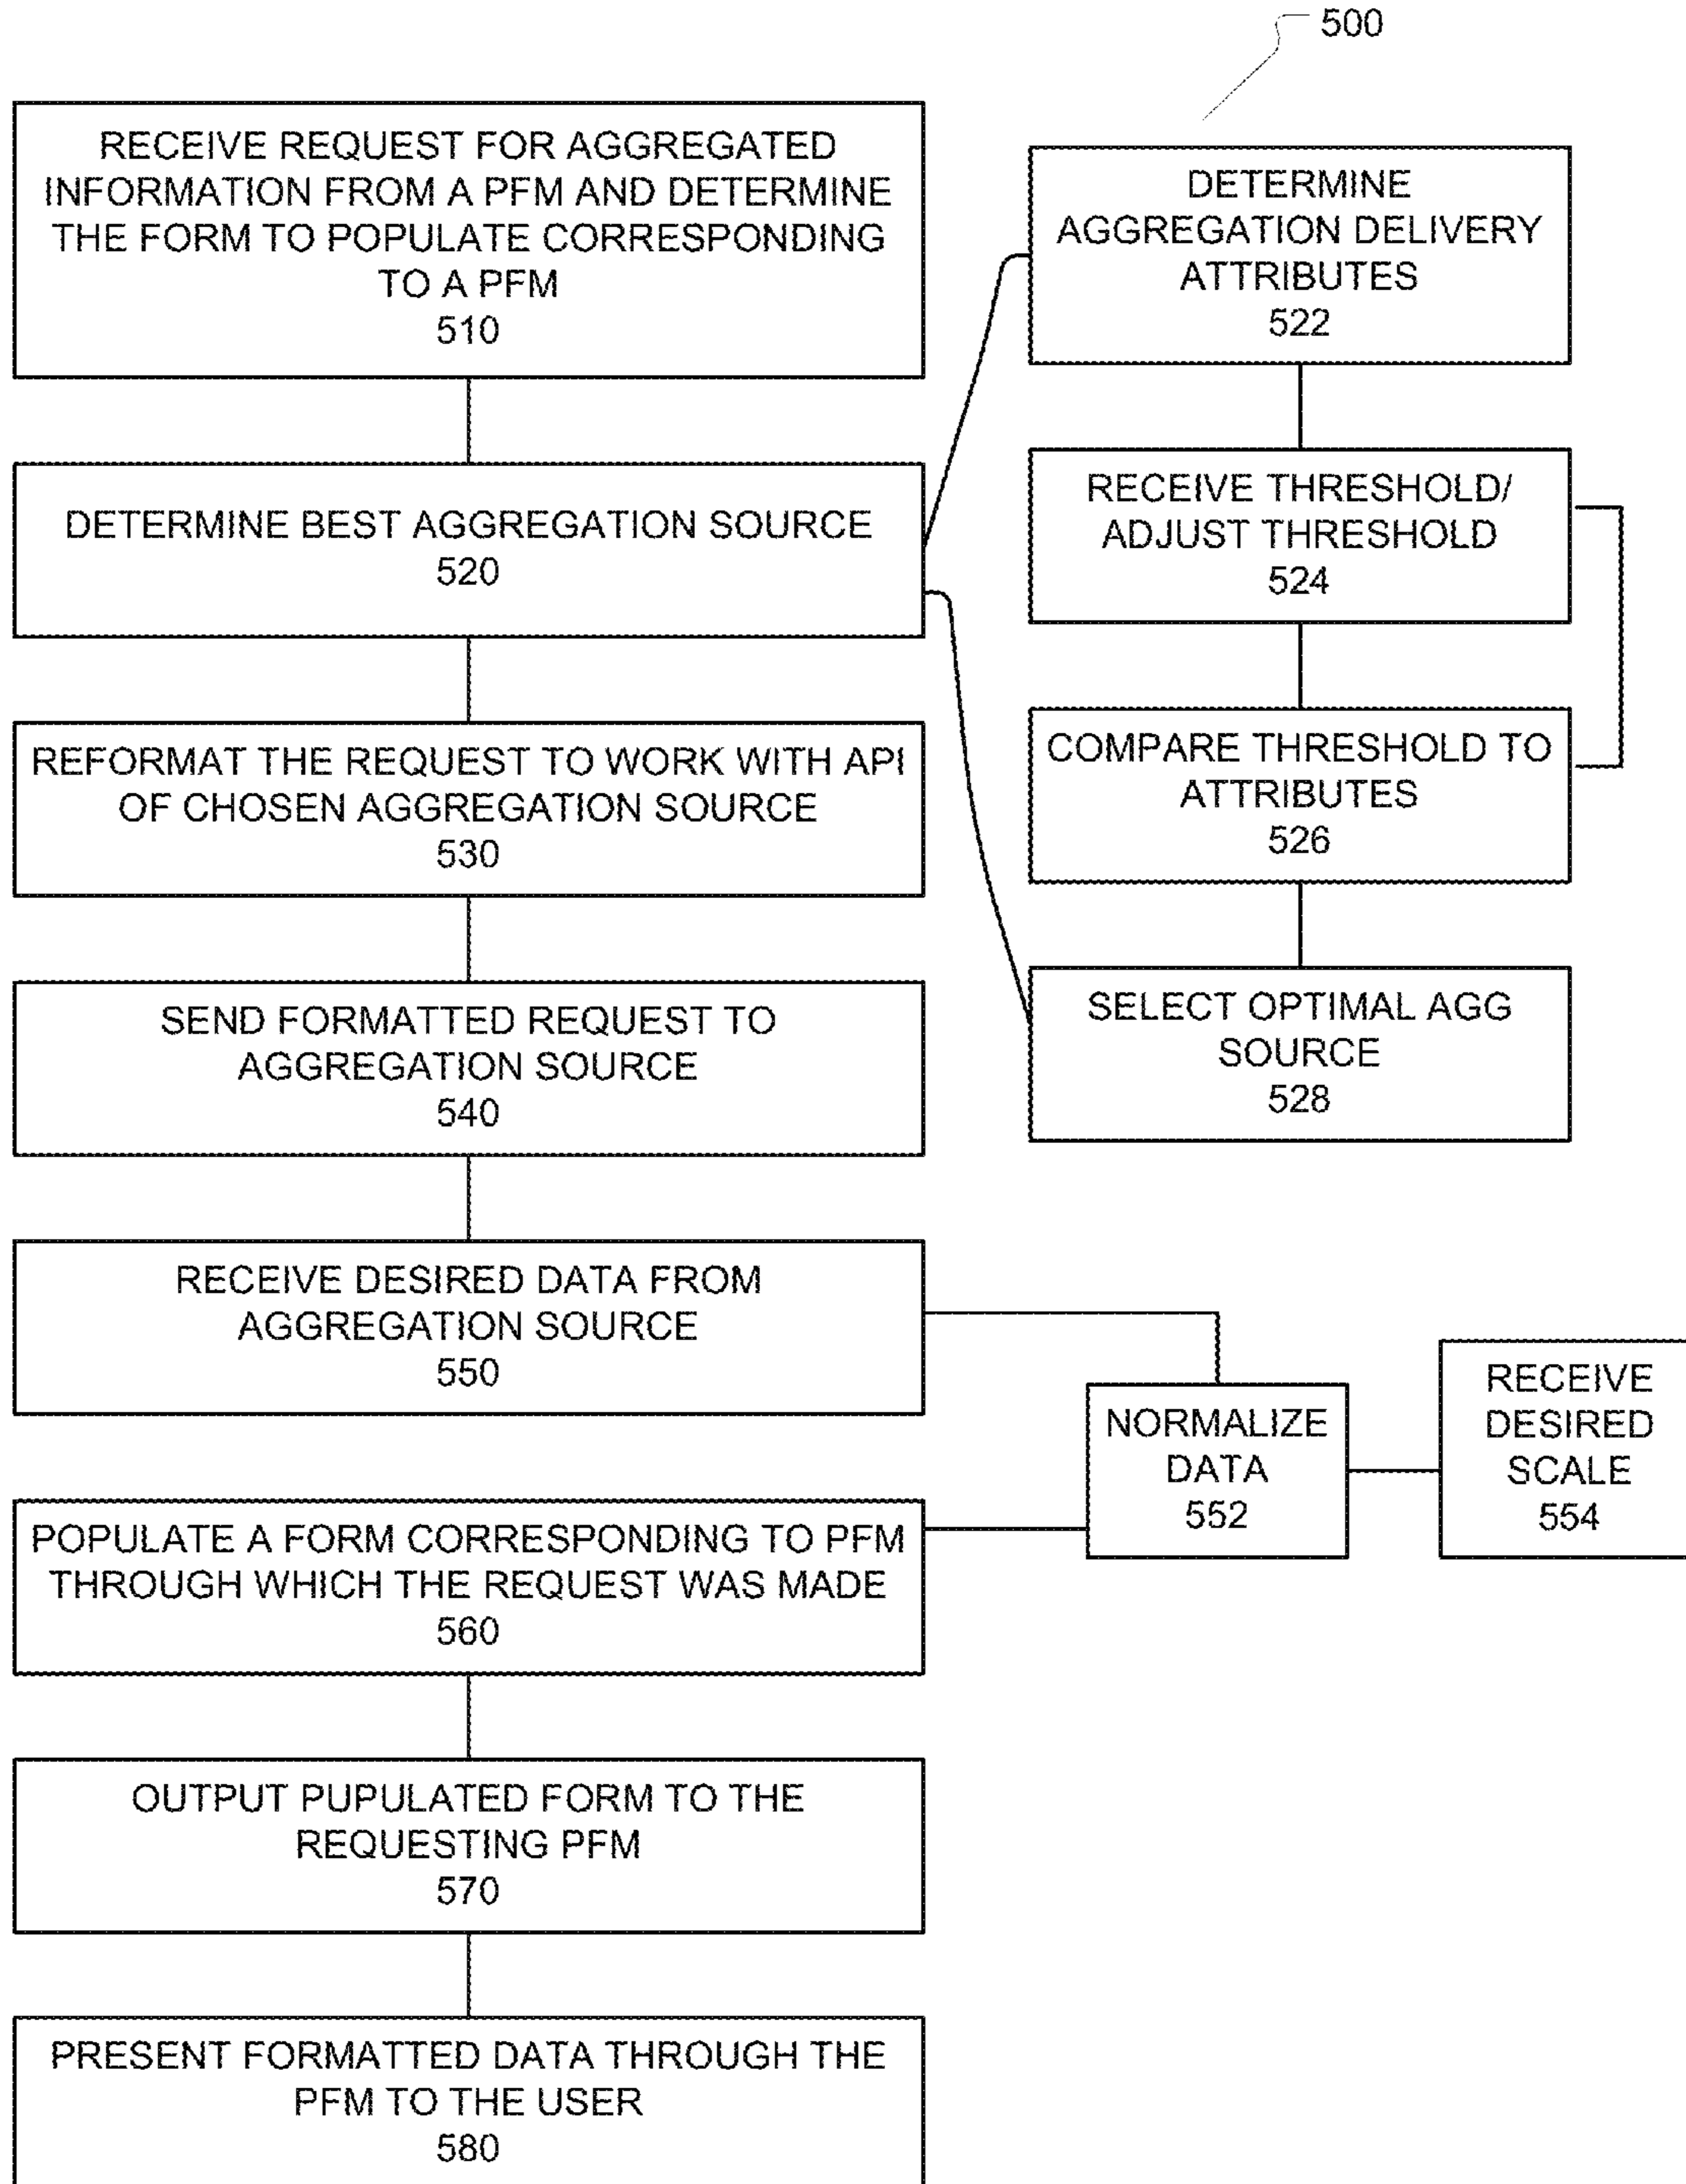 500
RECEIVE REQUEST FOR AGGREGATED
INFORMATION FROM A PFM AND DETERMINE
THE FORM TO POPULATE CORRESPONDING
TO A PFM
510
DETERMINE BEST AGGREGATION SOURCE
520
DETERMINE
AGGREGATION DELIVERY
ATTRIBUTES
522
RECEIVE THRESHOLD/
ADJUST THRESHOLD
524
COMPARE THRESHOLD TO
ATTRIBUTES
526
SELECT OPTIMAL AGG
SOURCE
528
REFORMAT THE REQUEST TO WORK WITH API
OF CHOSEN AGGREGATION SOURCE
530
SEND FORMATTED REQUEST TO
AGGREGATION SOURCE
540
RECEIVE DESIRED DATA FROM
AGGREGATION SOURCE
550
NORMALIZE
DATA
552
RECEIVE
DESIRED
SCALE
554
POPULATE A FORM CORRESPONDING TO PFM
THROUGH WHICH THE REQUEST WAS MADE
560
OUTPUT PUPULATED FORM TO THE
REQUESTING PFM
570
PRESENT FORMATTED DATA THROUGH THE
PFM TO THE USER
580